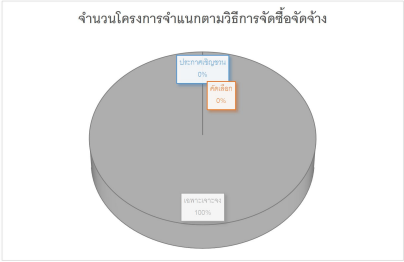 จำนวนโครงการจำแนกตามวิธีการจัดซื้อจัดจ้าง
ประกาศเชิญชวน
0%
คัดเลือก
0%
เฉพาะเจาะจง
100%